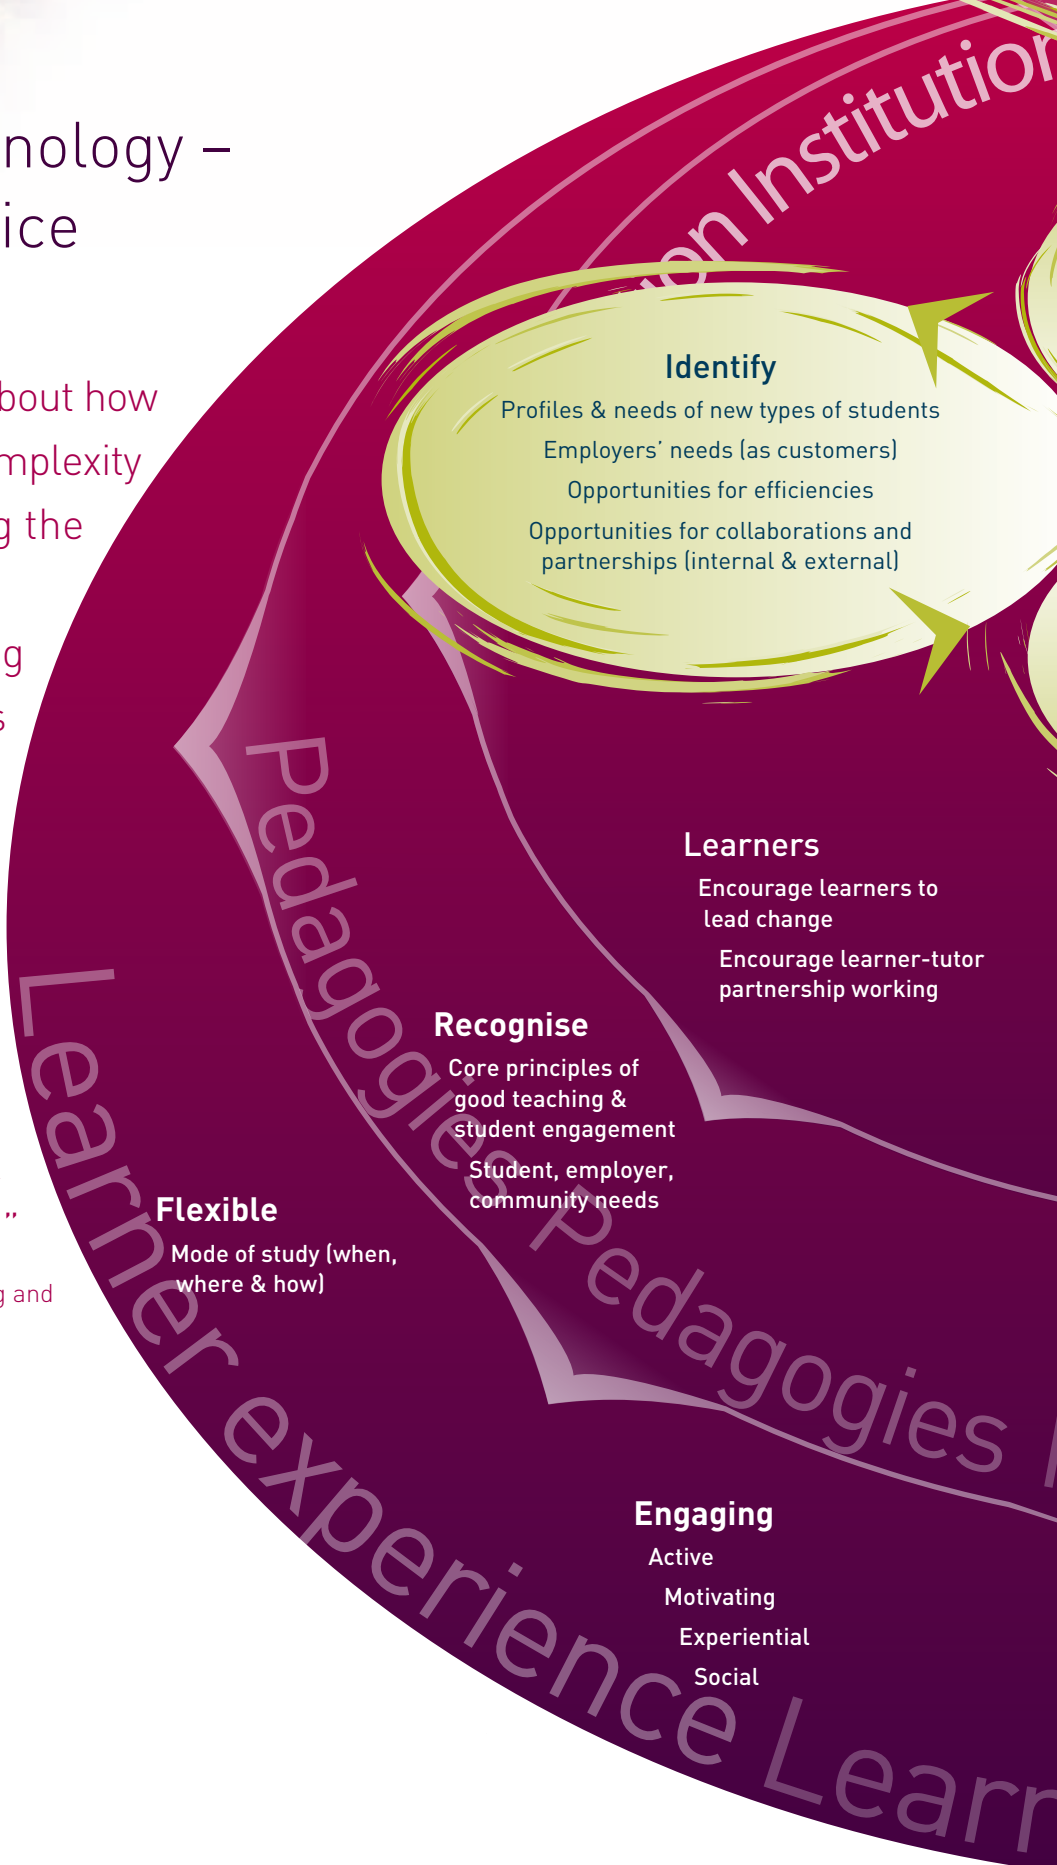 nology –
ice
bout how
mplexity
g the
g
s
”
g and
on Institution
Identify
Profiles & needs of new types of students
Employers’ needs (as customers)
Opportunities for efficiencies
Opportunities for collaborations and
partnerships (internal & external)
Learners
Encourage learners to
lead change
Encourage learner-tutor
partnership working
Recognise
Core principles of
good teaching &
student engagement
Student, employer,
community needs
Pedagogies Pedagogies
Flexible
Mode of study (when,
where & how)
Engaging
Active
Motivating
Experiential
Social
Learner experience Learn